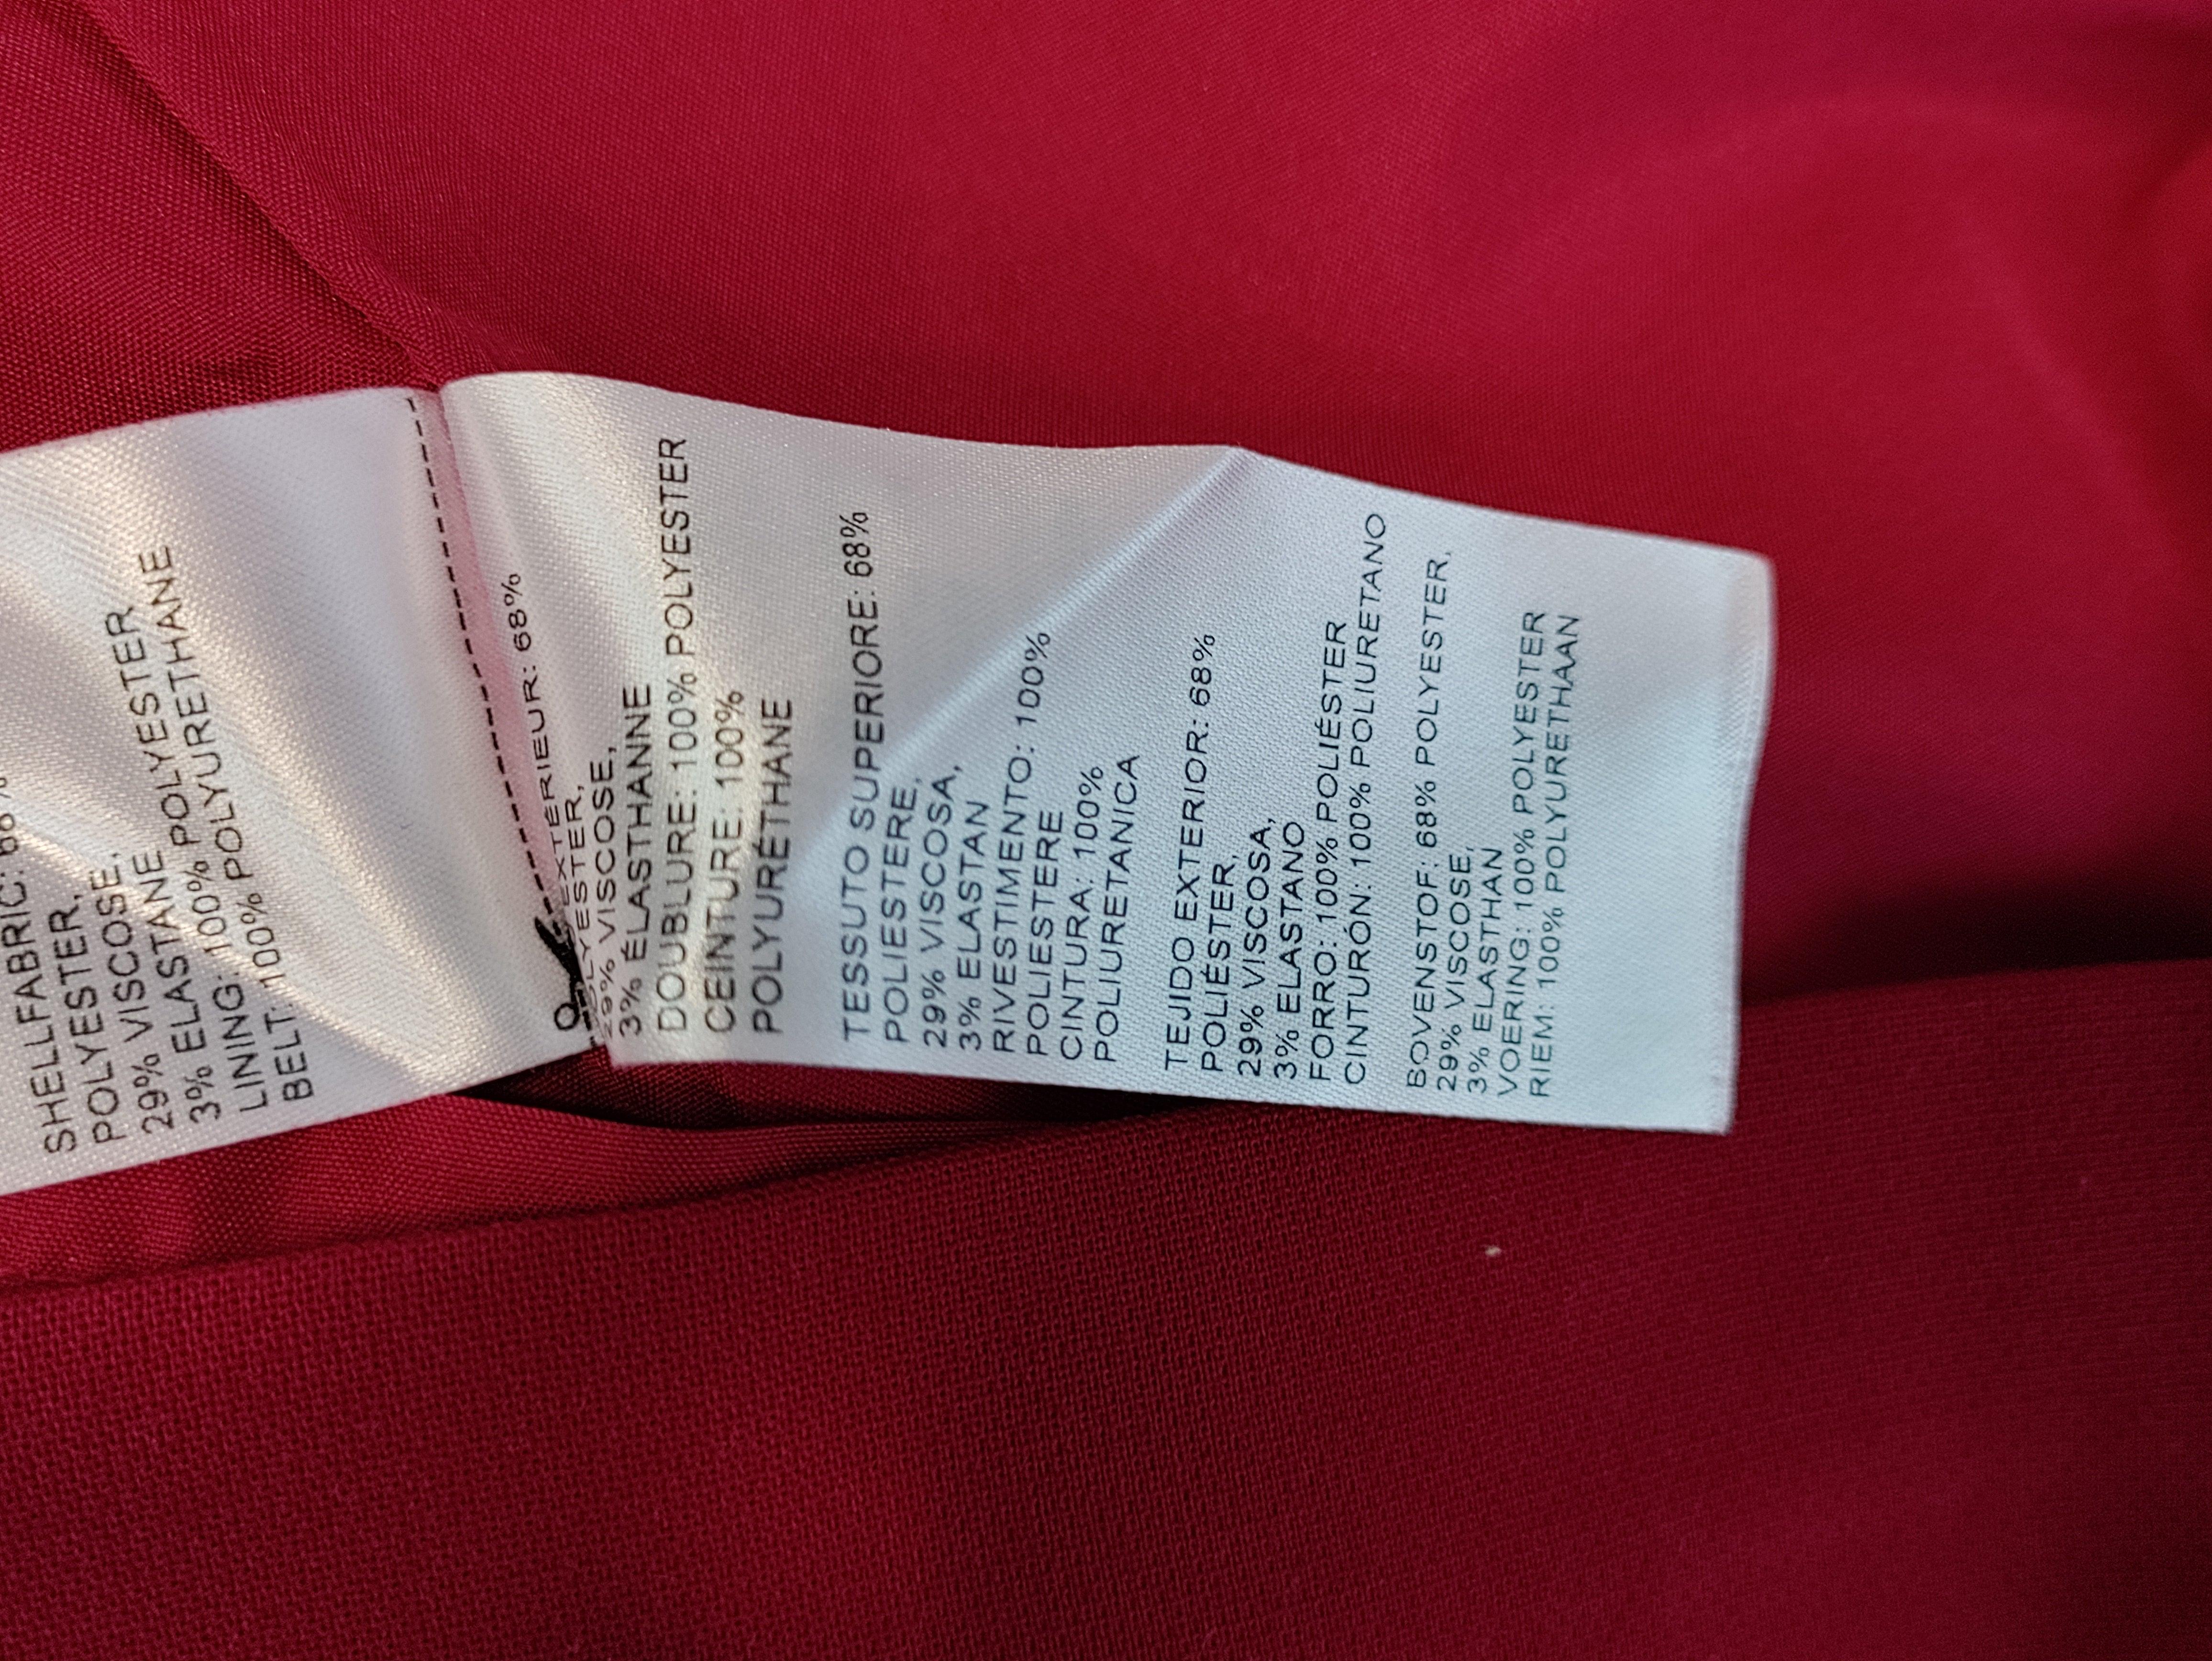 SHELLFABRIC: 68%
POLYESTER,
29% VISCOSE,
3% ELASTANE
LINING: 100% POLYESTER
BELT: 100% POLYURETHANE
EXTÉRIEUR: 68%
POLYESTER,
29% VISCOSE,
3% ÉLASTHANNE
DOUBLURE: 100% POLYESTER
CEINTURE: 100%
POLYURÉTHANE
TESSUTO SUPERIORE: 68%
POLIESTERE,
29% VISCOSA,
3% ELASTAN
RIVESTIMENTO: 100%
POLIESTERE
CINTURA: 100%
POLIURETANICA
TEJIDO EXTERIOR: 68%
POLIÉSTER,
29% VISCOSA,
3% ELASTANO
FORRO: 100% POLIÉSTER
CINTURÓN: 100% POLIURETANO
BOVENSTOF: 68% POLYESTER,
29% VISCOSE,
3% ELASTHAN
VOERING: 100% POLYESTER
RIEM: 100% POLYURETHAAN